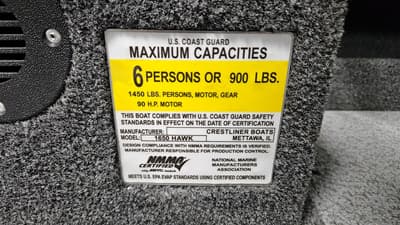 U.S. COAST GUARD
MAXIMUM CAPACITIES
6 PERSONS OR 900 LBS.
1450 LBS. PERSONS, MOTOR, GEAR
90 H.P. MOTOR
THIS BOAT COMPLIES WITH U.S. COAST GUARD SAFETY
STANDARDS IN EFFECT ON THE DATE OF CERTIFICATION
MANUFACTURER: CRESTLINER BOATS
MODEL: 1650 HAWK METTAWA, IL
DESIGN COMPLIANCE WITH NMMA REQUIREMENTS IS VERIFIED.
MANUFACTURER RESPONSIBLE FOR PRODUCTION CONTROL.
NMMA
CERTIFIED
NATIONAL MARINE
MANUFACTURERS
ASSOCIATION
MEETS U.S. EPA EVAP STANDARDS USING CERTIFIED COMPONENTS